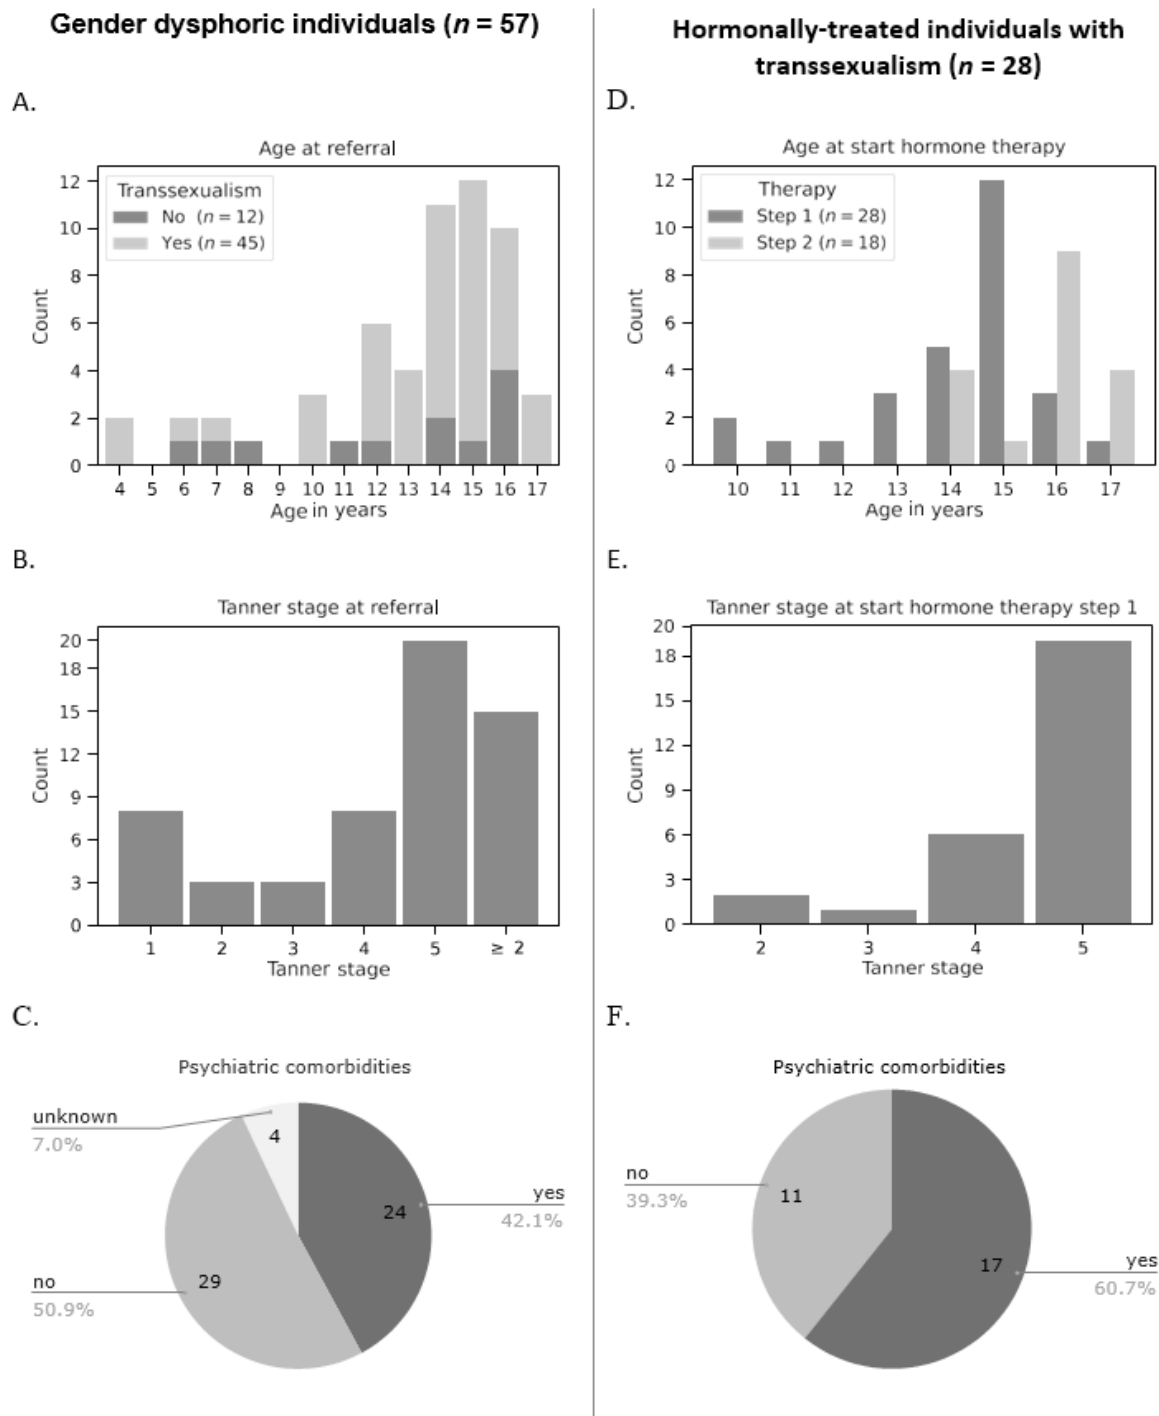 Gender dysphoric individuals (n = 57)
A.
Age at referral
Transsexualism
No (n = 12)
Yes (n = 45)
Count
12
10
8
6
4
2
0
4 5 6 7 8 9 10 11 12 13 14 15 16 17
Age in years
B.
Tanner stage at referral
Count
20
18
15
12
9
6
3
0
1 2 3 4 5 ≥ 2
Tanner stage
C.
Psychiatric comorbidities
unknown
7.0%
4
yes
24
42.1%
no
29
50.9%
Hormonally-treated individuals with
transsexualism (n = 28)
D.
Age at start hormone therapy
Therapy
Step 1 (n = 28)
Step 2 (n = 18)
Count
12
10
8
6
4
2
0
10 11 12 13 14 15 16 17
Age in years
E.
Tanner stage at start hormone therapy step 1
Count
20
18
15
12
9
6
3
0
2 3 4 5
Tanner stage
F.
Psychiatric comorbidities
no
11
39.3%
17
yes
60.7%